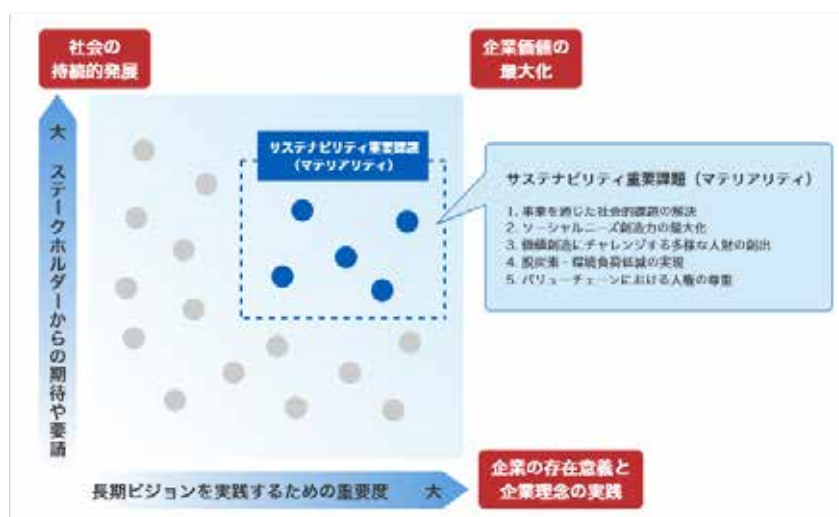 社会の
持続的発展
企業価値の
最大化
大
ステークホルダーからの期待や要請
サステナビリティ重要課題
(マテリアリティ)
サステナビリティ重要課題（マテリアリティ）
1. 事業を通じた社会的課題の解決
2. ソーシャルニーズ創造力の最大化
3. 価値創造にチャレンジする多様な人財の創出
4. 脱炭素・環境負荷低減の実現
5. バリューチェーンにおける人権の尊重
長期ビジョンを実践するための重要度 大
企業の存在意義と
企業理念の実践